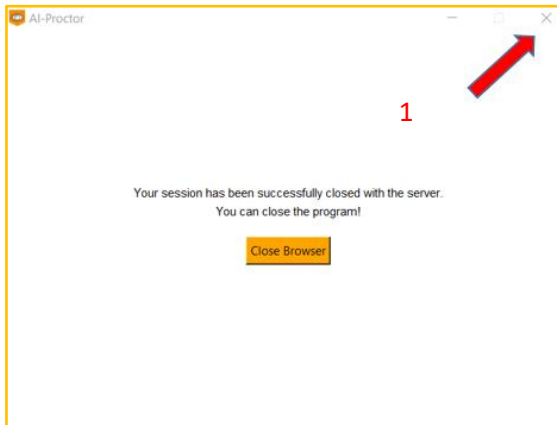 AI-Proctor
1
Your session has been successfully closed with the server.
You can close the program!
Close Browser